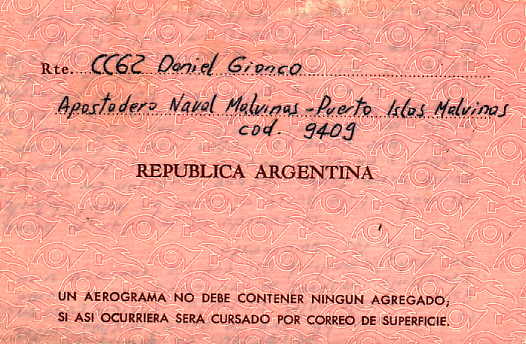 Rte. CC62 Daniel Gionco
Apostadero Naval Malvinas - Puerto Islas Malvinas
cod. 9409
REPUBLICA ARGENTINA
UN AEROGRAMA NO DEBE CONTENER NINGUN AGREGADO;
SI ASI OCURRIERA SERA CURSADO POR CORREO DE SUPERFICIE.